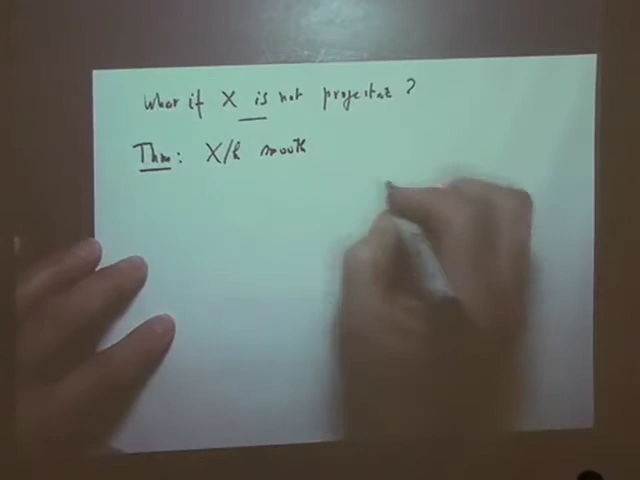 What if X is not projective ?
Thm : X/k smooth